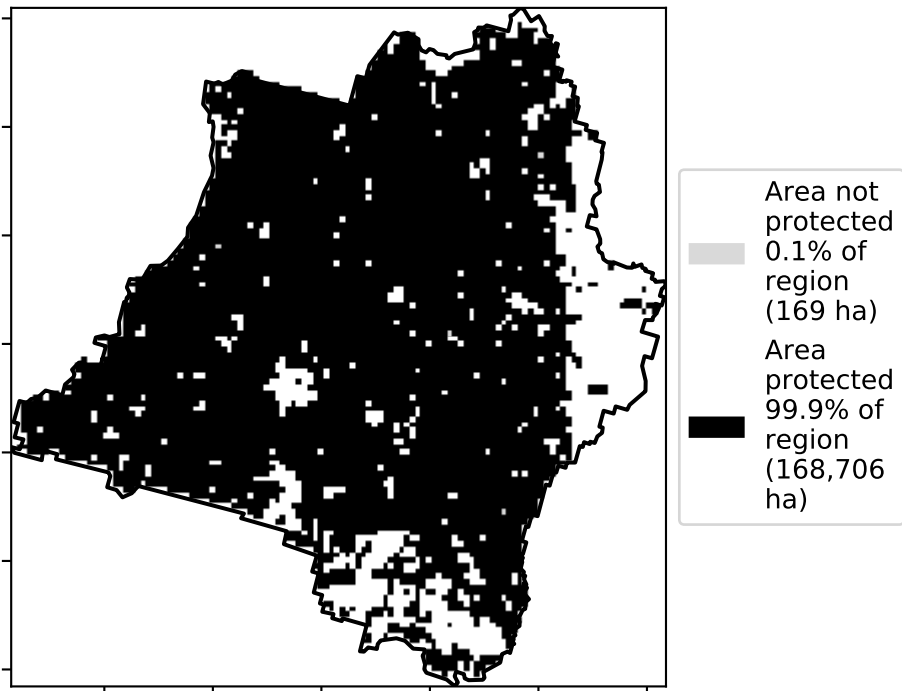 Area not
protected
0.1% of
region
(169 ha)
Area
protected
99.9% of
region
(168,706
ha)